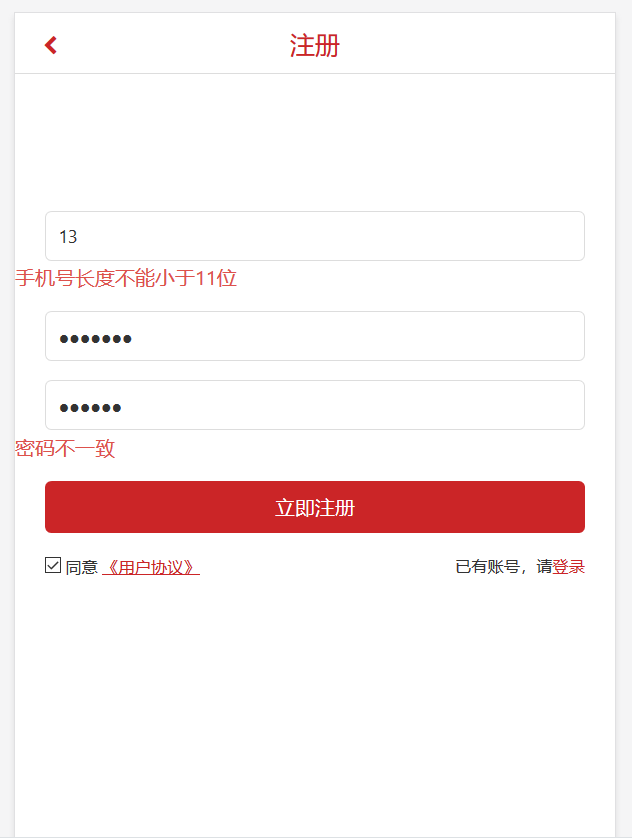 注册
13
手机号长度不能小于11位
•••••••
••••••
密码不一致
立即注册
同意 《用户协议》 已有账号，请登录